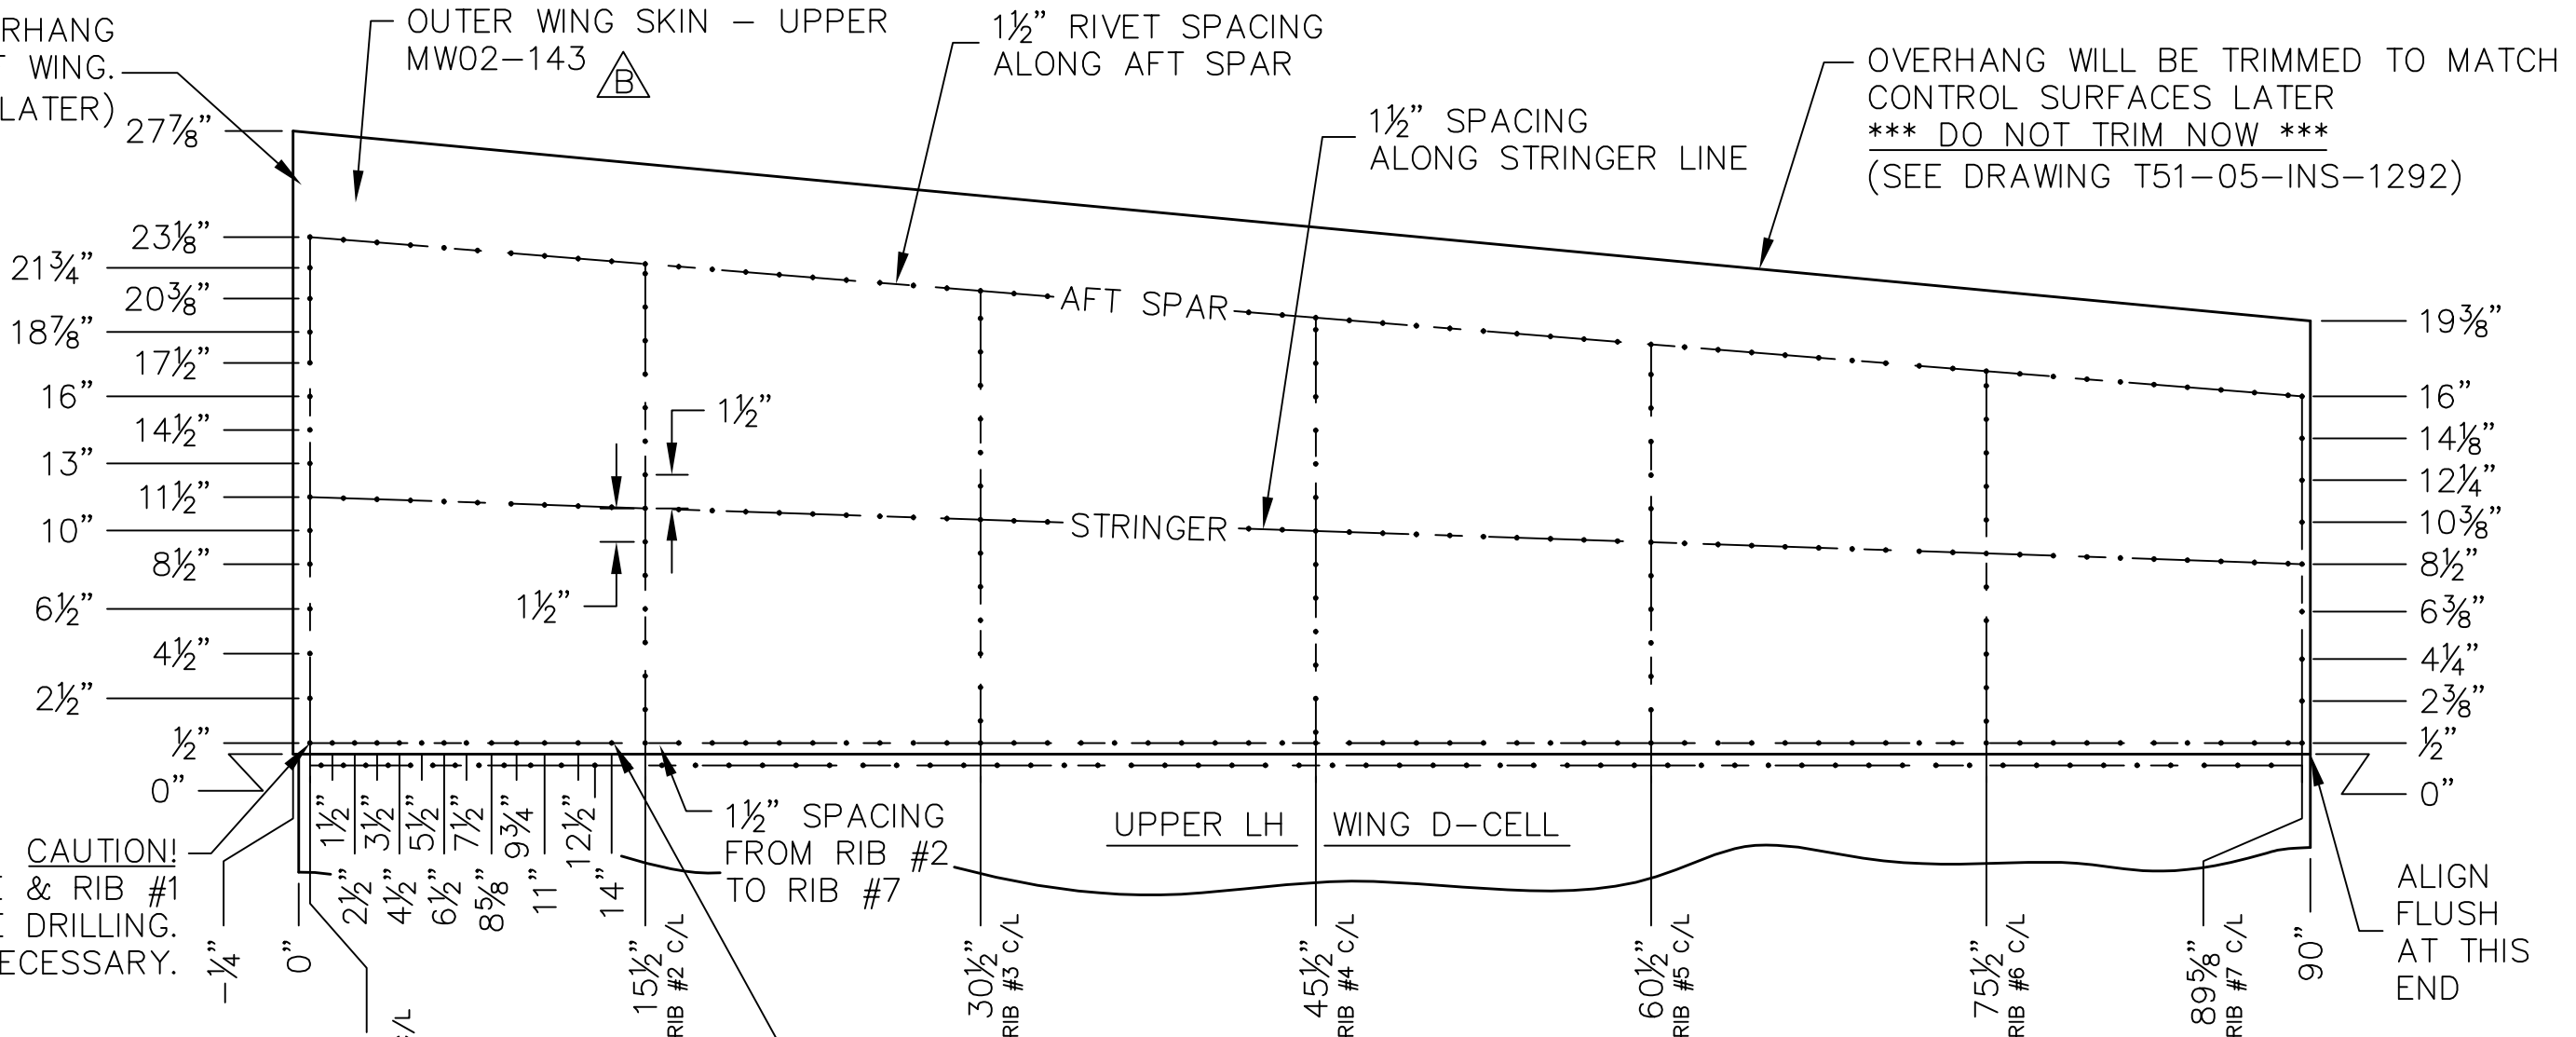 OUTER WING SKIN – UPPER
MW02–143
B
1½" RIVET SPACING
ALONG AFT SPAR
1½" SPACING
ALONG STRINGER LINE
OVERHANG WILL BE TRIMMED TO MATCH
CONTROL SURFACES LATER
*** DO NOT TRIM NOW ***
(SEE DRAWING T51–05–INS–1292)
RHANG
WING.
LATER)
27⅞"
23⅛"
21¾"
20⅜"
18⅞"
17½"
16"
14½"
13"
11½"
10"
8½"
6½"
4½"
2½"
½"
0"
AFT SPAR
STRINGER
1½"
1½"
19⅜"
16"
14⅛"
12¼"
10⅜"
8½"
6⅜"
4¼"
2⅜"
½"
0"
CAUTION!
& RIB #1
DRILLING.
ECESSARY.
–¼"
0"
1½"
2½"
3½"
4½"
5½"
6½"
7½"
8⅝"
9¾"
11"
12½"
14"
1½" SPACING
FROM RIB #2
TO RIB #7
UPPER LH WING D–CELL
C/L
15½"
RIB #2 C/L
30½"
RIB #3 C/L
45½"
RIB #4 C/L
60½"
RIB #5 C/L
75½"
RIB #6 C/L
89⅝"
RIB #7 C/L
90"
ALIGN
FLUSH
AT THIS
END